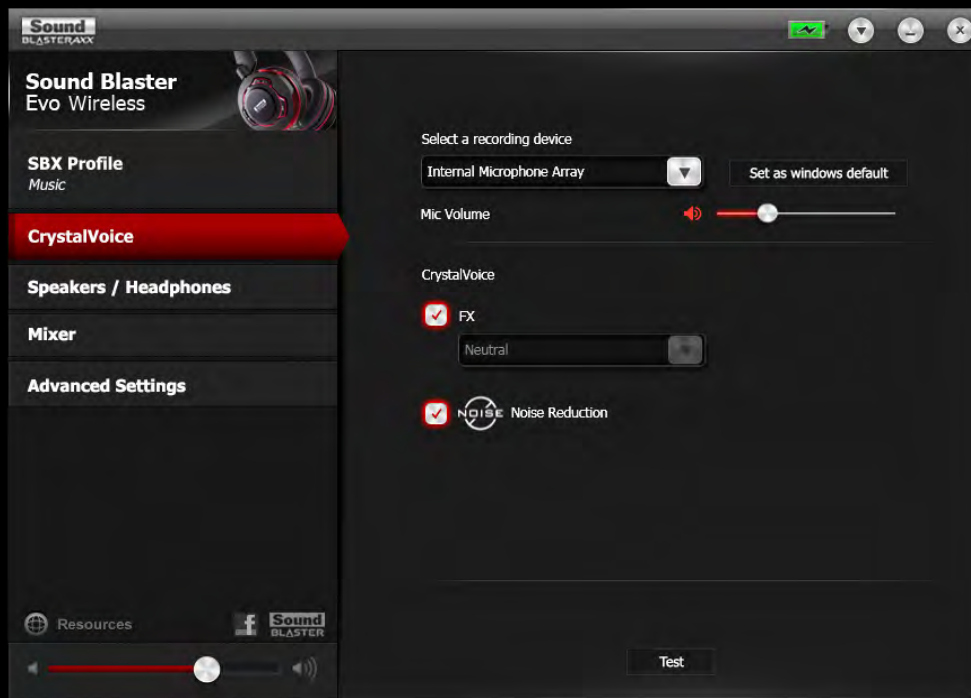 Sound
BLASTERAXX
Sound Blaster
Evo Wireless
SBX Profile
Music
CrystalVoice
Speakers / Headphones
Mixer
Advanced Settings
Resources
f
Sound
BLASTER
Select a recording device
Internal Microphone Array
Set as windows default
Mic Volume
CrystalVoice
FX
Neutral
NOISE Noise Reduction
Test